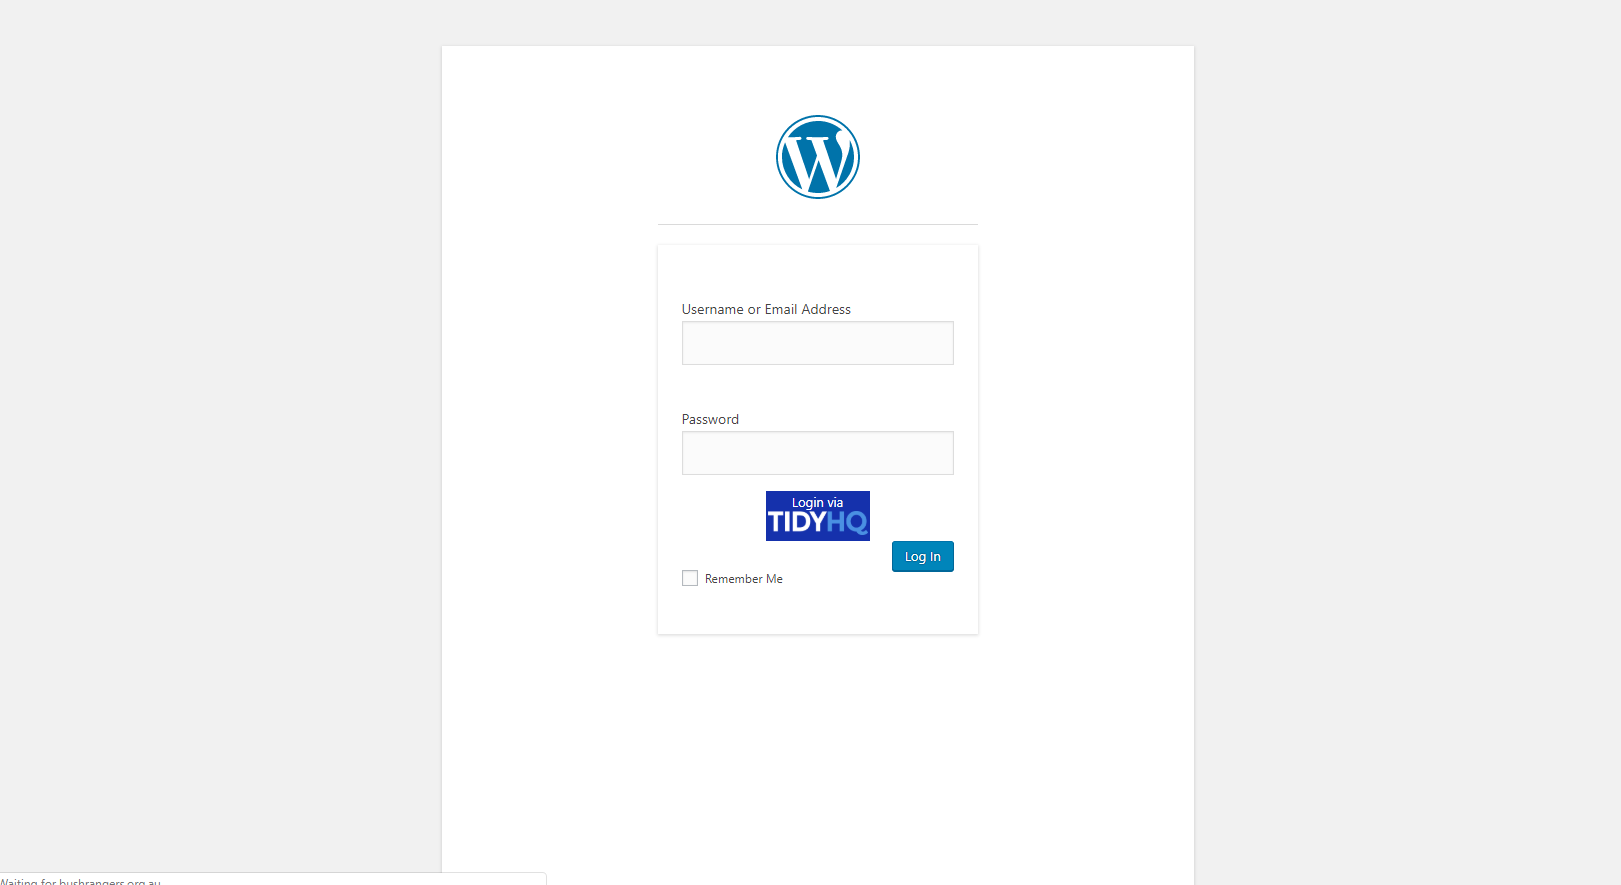 W
Username or Email Address
Password
Login via
TIDYHQ
Log In
Remember Me
Waiting for bushrangers.org.au